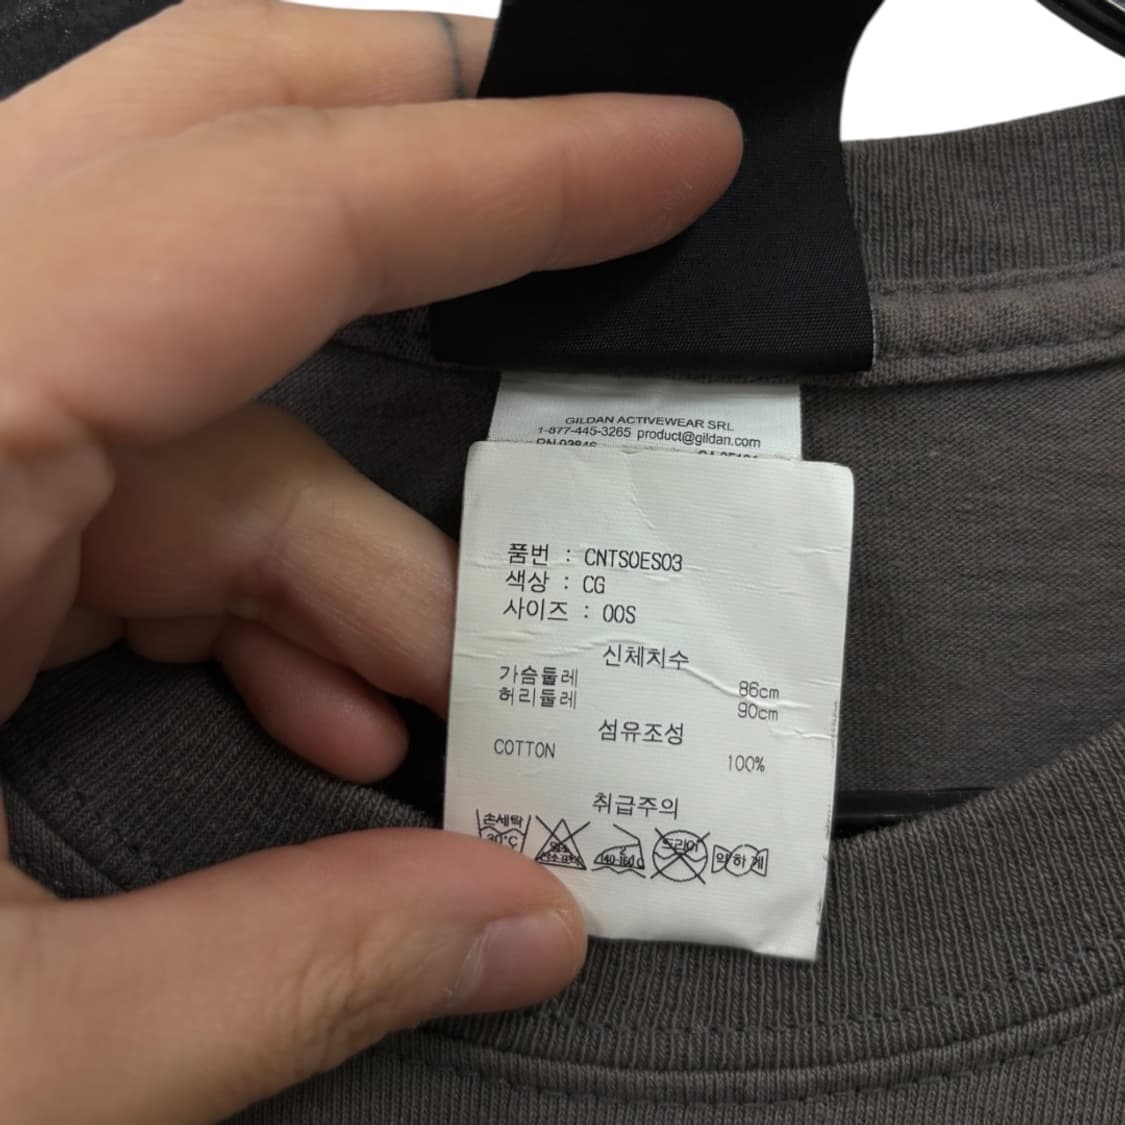 GILDAN ACTIVEWEAR SRL
1-877-445-3265 product@gildan.com
품번 : CNTS0ES03
색상 : CG
사이즈 : 00S
신체치수
가슴둘레 86cm
허리둘레 90cm
섬유조성
COTTON 100%
취급주의
손세탁 드라이
30°C 140-160°C 약하게